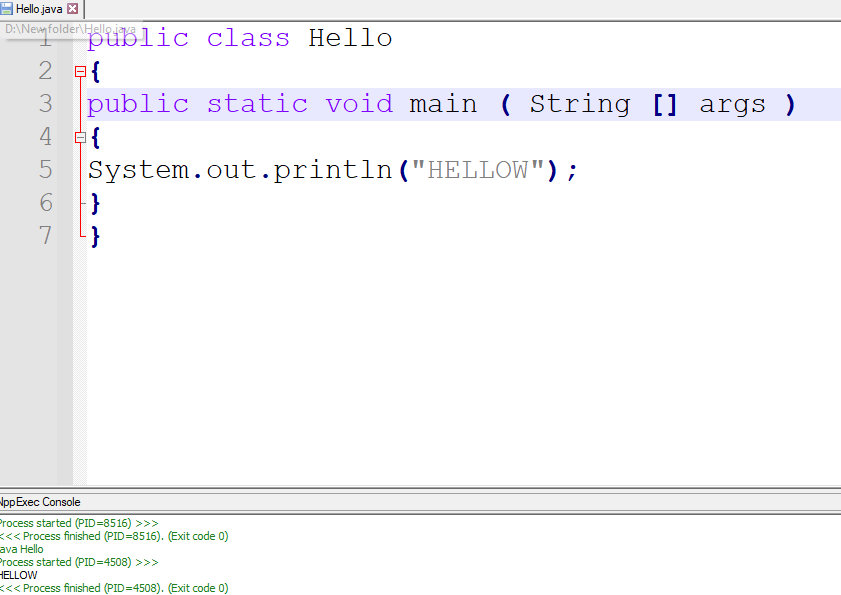 Hello.java
D:\New folder\Hello.java
1 public class Hello
2 {
3 public static void main ( String [] args )
4 {
5 System.out.println("HELLOW");
6 }
7 }
NppExec Console
Process started (PID=8516) >>>
<<< Process finished (PID=8516). (Exit code 0)
java Hello
Process started (PID=4508) >>>
HELLOW
<<< Process finished (PID=4508). (Exit code 0)